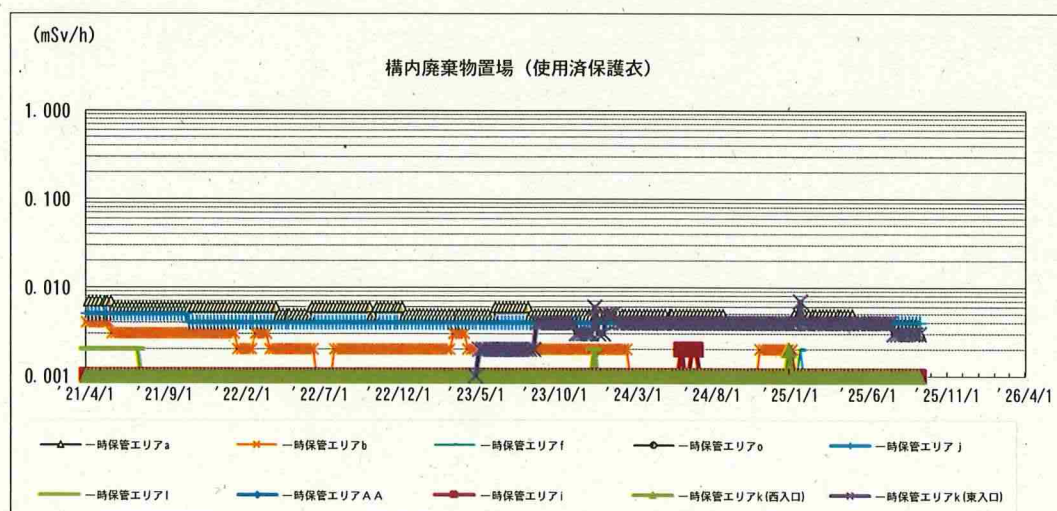 (mSv/h)
構内廃棄物置場（使用済保護衣）
1.000
0.100
0.010
0.001
'21/4/1 '21/9/1 '22/2/1 '22/7/1 '22/12/1 '23/5/1 '23/10/1 '24/3/1 '24/8/1 '25/1/1 '25/6/1 '25/11/1 '26/4/1
一時保管エリアa 一時保管エリアb 一時保管エリアf 一時保管エリアo 一時保管エリアj
一時保管エリアl 一時保管エリアAA 一時保管エリアi 一時保管エリアk(西入口) 一時保管エリアk(東入口)